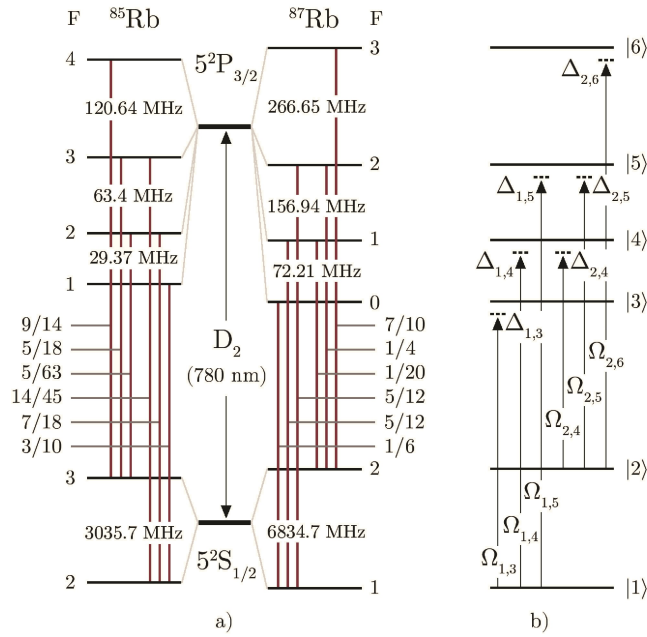 F
⁸⁵Rb
⁸⁷Rb
F
4
5²P₃/₂
3
120.64 MHz
266.65 MHz
3
2
63.4 MHz
156.94 MHz
2
1
29.37 MHz
72.21 MHz
1
0
9/14
5/18
5/63
14/45
7/18
3/10
D₂
(780 nm)
7/10
1/4
1/20
5/12
5/12
1/6
3
2
3035.7 MHz
6834.7 MHz
2
5²S₁/₂
1
a)
|6⟩
Δ₂,₆
|5⟩
Δ₁,₅
Δ₂,₅
|4⟩
Δ₁,₄
Δ₂,₄
|3⟩
Δ₁,₃
Ω₂,₆
Ω₂,₅
Ω₂,₄
|2⟩
Ω₁,₅
Ω₁,₄
Ω₁,₃
|1⟩
b)